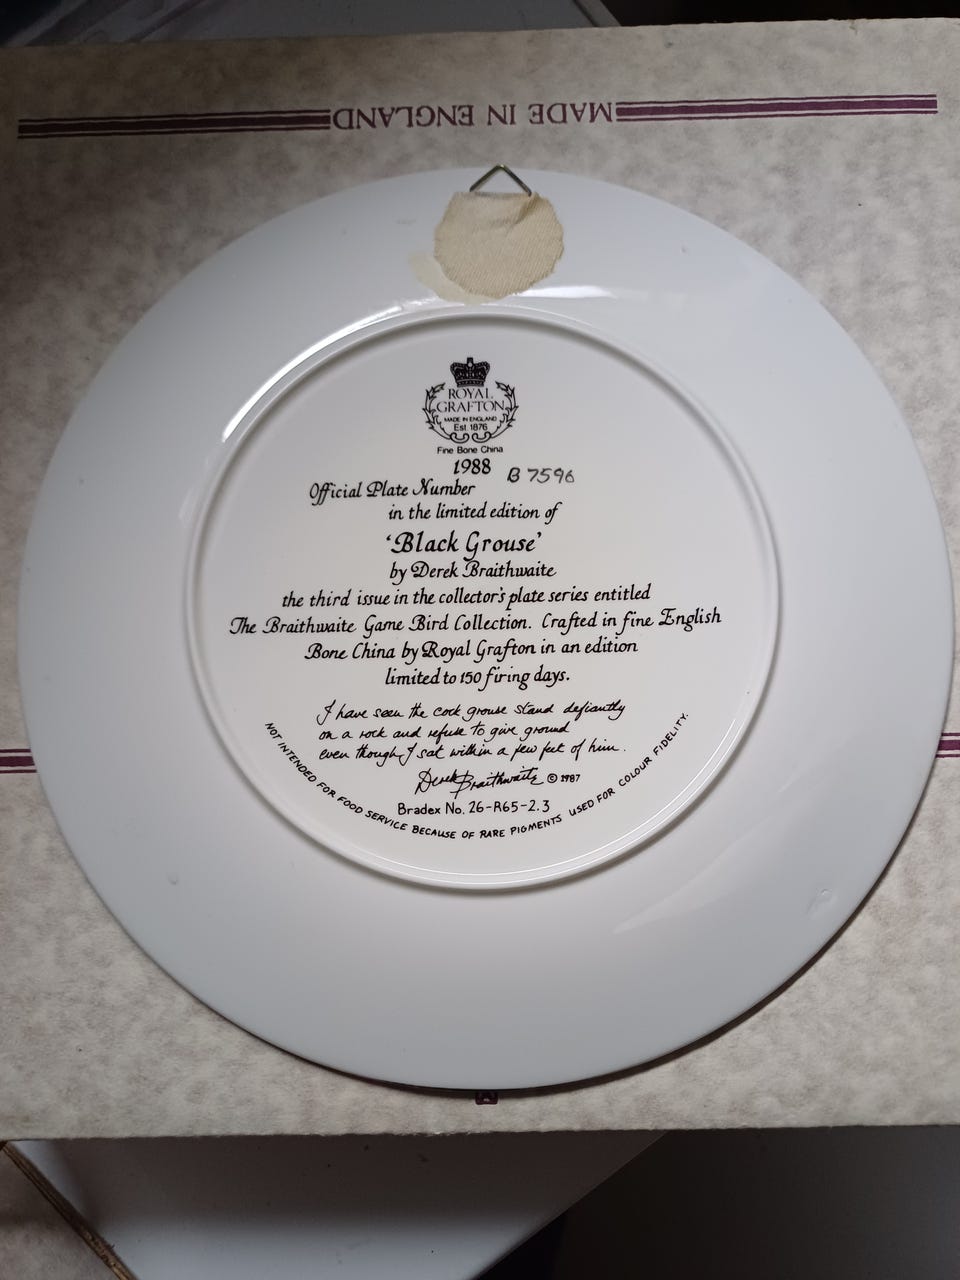 MADE IN ENGLAND
ROYAL
GRAFTON
MADE IN ENGLAND
Est. 1876
Fine Bone China
1988
Official Plate Number B 7596
in the limited edition of
‘Black Grouse’
by Derek Braithwaite
the third issue in the collector's plate series entitled
The Braithwaite Game Bird Collection. Crafted in fine English
Bone China by Royal Grafton in an edition
limited to 150 firing days.
I have seen the cock grouse stand defiantly
on a rock and refuse to give ground
even though I sat within a few feet of him.
Derek Braithwaite © 1987
Bradex No. 26-R65-2.3
NOT INTENDED FOR FOOD SERVICE BECAUSE OF RARE PIGMENTS USED FOR COLOUR FIDELITY.